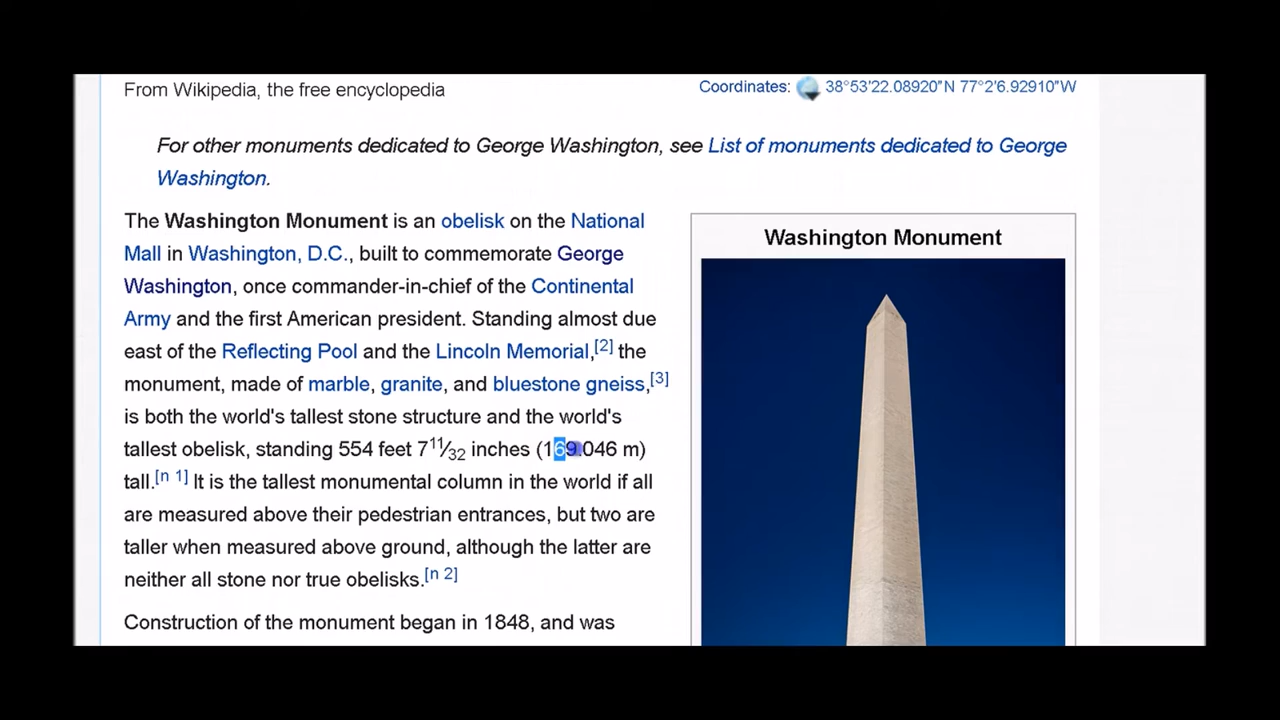 From Wikipedia, the free encyclopedia
Coordinates: 38°53′22.08920″N 77°2′6.92910″W
For other monuments dedicated to George Washington, see List of monuments dedicated to George
Washington.
The Washington Monument is an obelisk on the National
Mall in Washington, D.C., built to commemorate George
Washington, once commander-in-chief of the Continental
Army and the first American president. Standing almost due
east of the Reflecting Pool and the Lincoln Memorial,[2] the
monument, made of marble, granite, and bluestone gneiss,[3]
is both the world's tallest stone structure and the world's
tallest obelisk, standing 554 feet 7 11⁄32 inches (169.046 m)
tall.[n 1] It is the tallest monumental column in the world if all
are measured above their pedestrian entrances, but two are
taller when measured above ground, although the latter are
neither all stone nor true obelisks.[n 2]
Construction of the monument began in 1848, and was
Washington Monument